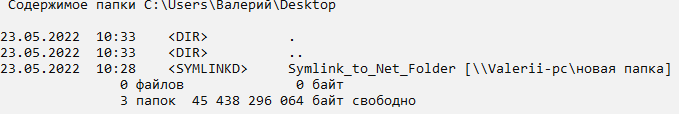 Содержимое папки C:\Users\Валерий\Desktop
23.05.2022  10:33    <DIR>          .
23.05.2022  10:33    <DIR>          ..
23.05.2022  10:28    <SYMLINKD>     Symlink_to_Net_Folder [\\Valerii-pc\новая папка]
0 файлов              0 байт
3 папок  45 438 296 064 байт свободно